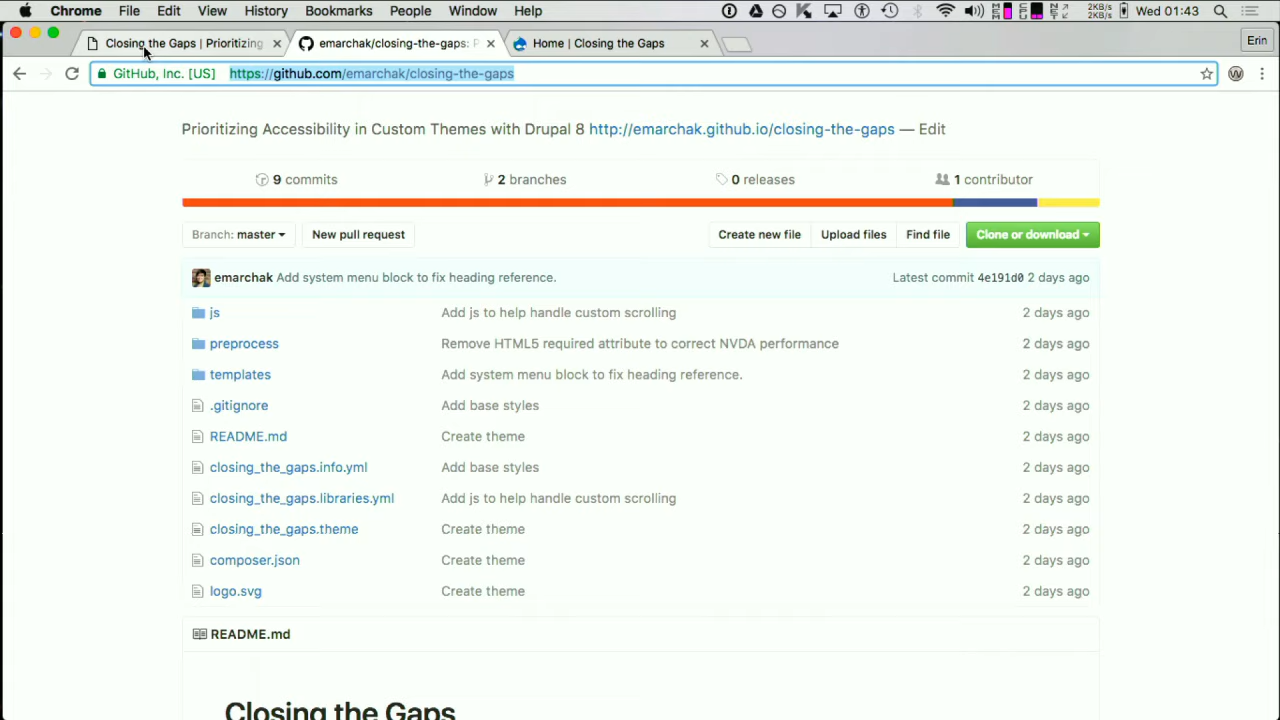 Chrome File Edit View History Bookmarks People Window Help 2KB/s 2KB/s Wed 01:43
Closing the Gaps | Prioritizing emarchak/closing-the-gaps: P Home | Closing the Gaps Erin
GitHub, Inc. [US] https://github.com/emarchak/closing-the-gaps
Prioritizing Accessibility in Custom Themes with Drupal 8 http://emarchak.github.io/closing-the-gaps — Edit
9 commits 2 branches 0 releases 1 contributor
Branch: master New pull request Create new file Upload files Find file Clone or download
emarchak Add system menu block to fix heading reference. Latest commit 4e191d0 2 days ago
js Add js to help handle custom scrolling 2 days ago
preprocess Remove HTML5 required attribute to correct NVDA performance 2 days ago
templates Add system menu block to fix heading reference. 2 days ago
.gitignore Add base styles 2 days ago
README.md Create theme 2 days ago
closing_the_gaps.info.yml Add base styles 2 days ago
closing_the_gaps.libraries.yml Add js to help handle custom scrolling 2 days ago
closing_the_gaps.theme Create theme 2 days ago
composer.json Create theme 2 days ago
logo.svg Create theme 2 days ago
README.md
Closing the Gaps